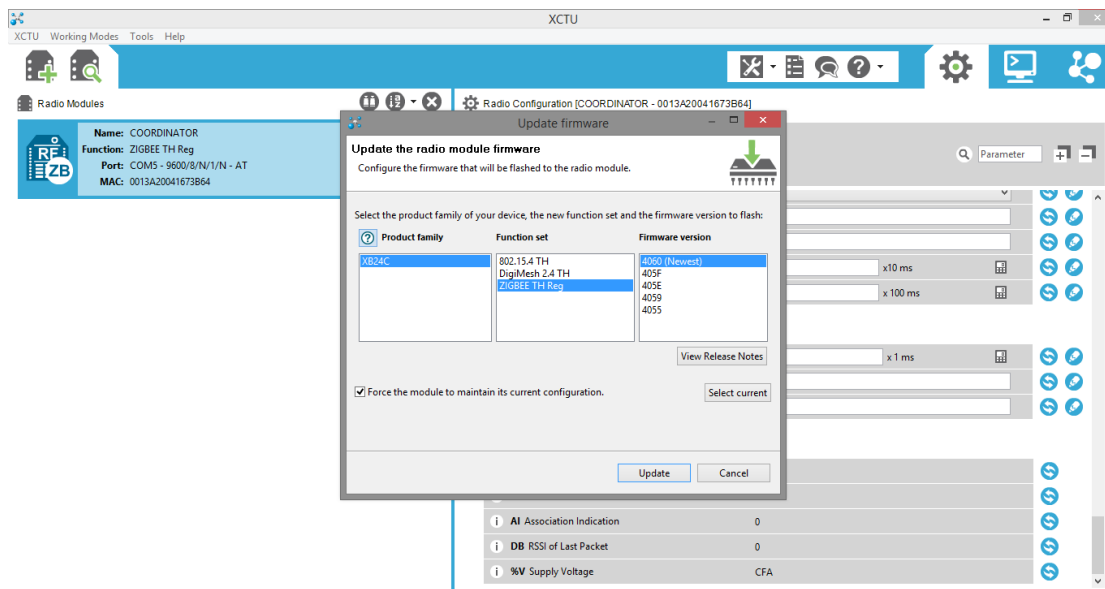 XCTU
XCTU Working Modes Tools Help
Radio Modules
Radio Configuration [COORDINATOR - 0013A20041673B64]
Name: COORDINATOR
Function: ZIGBEE TH Reg
Port: COM5 - 9600/8/N/1/N - AT
MAC: 0013A20041673B64
RF
ZB
Parameter
Update firmware
Update the radio module firmware
Configure the firmware that will be flashed to the radio module.
Select the product family of your device, the new function set and the firmware version to flash:
Product family Function set Firmware version
XB24C 802.15.4 TH 4060 (Newest)
DigiMesh 2.4 TH 405F
ZIGBEE TH Reg 405E
4059
4055
View Release Notes
Force the module to maintain its current configuration.
Select current
Update Cancel
x10 ms
x 100 ms
x 1 ms
i AI Association Indication 0
i DB RSSI of Last Packet 0
i %V Supply Voltage CFA